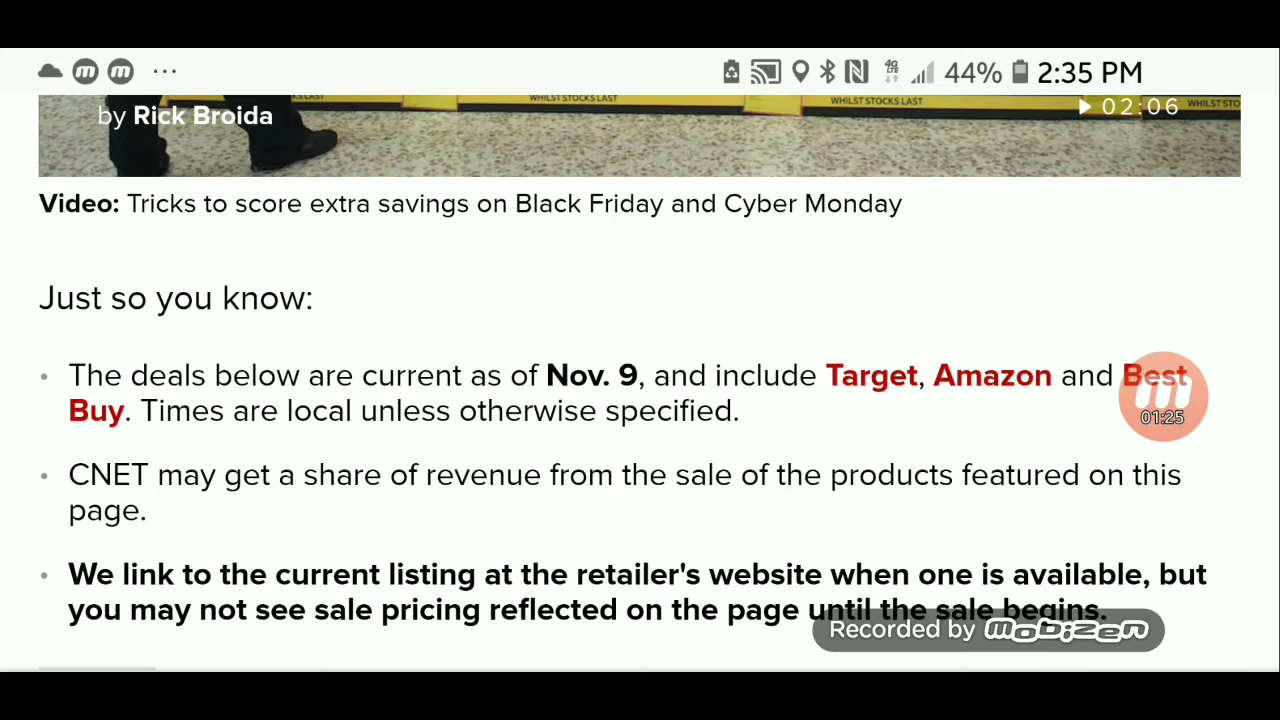 44% 2:35 PM
LS LAST WHILST STOCKS LAST WHILST STOCKS LAST WHILST STO
by Rick Broida 02:06
Video: Tricks to score extra savings on Black Friday and Cyber Monday
Just so you know:
• The deals below are current as of Nov. 9, and include Target, Amazon and Best
Buy. Times are local unless otherwise specified.
01:25
• CNET may get a share of revenue from the sale of the products featured on this
page.
• We link to the current listing at the retailer's website when one is available, but
you may not see sale pricing reflected on the page until the sale begins.
Recorded by mobizen